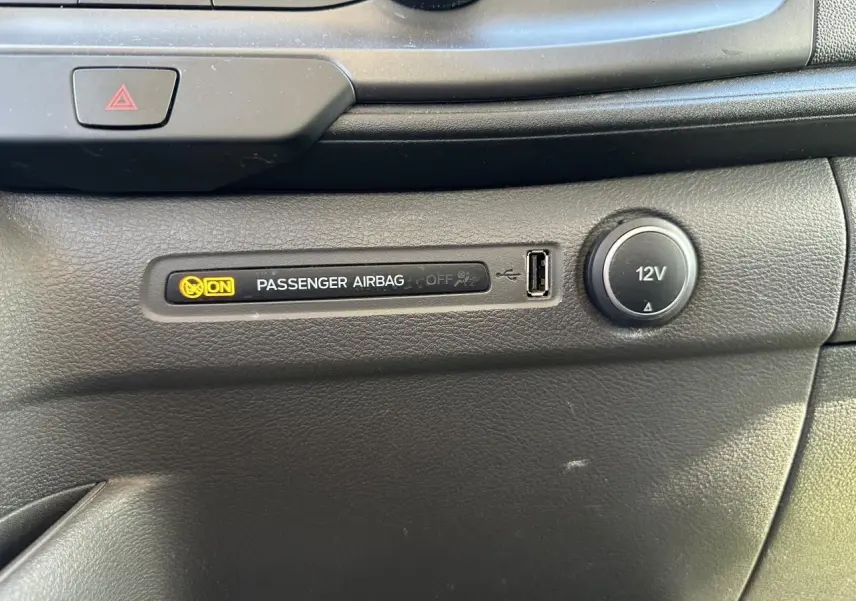 ON PASSENGER AIRBAG OFF
12V